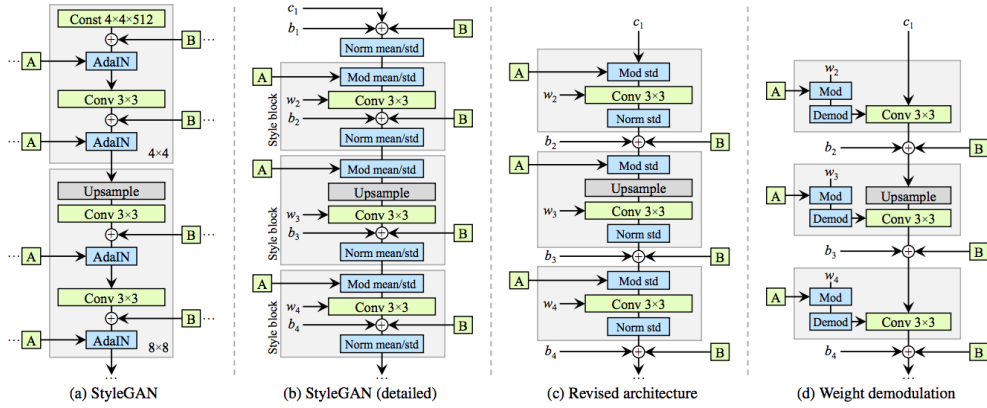 Const 4×4×512
B ...
... A
AdaIN
Conv 3×3
B ...
... A
AdaIN
4×4
Upsample
Conv 3×3
B ...
... A
AdaIN
Conv 3×3
B ...
... A
AdaIN
8×8
...
(a) StyleGAN
c1
b1
B
Norm mean/std
A
Mod mean/std
w2
Conv 3×3
b2
B
Norm mean/std
Style block
A
Mod mean/std
Upsample
w3
Conv 3×3
b3
B
Norm mean/std
Style block
A
Mod mean/std
w4
Conv 3×3
b4
B
Norm mean/std
Style block
...
(b) StyleGAN (detailed)
c1
A
Mod std
w2
Conv 3×3
Norm std
b2
B
A
Mod std
Upsample
w3
Conv 3×3
Norm std
b3
B
A
Mod std
w4
Conv 3×3
Norm std
b4
B
...
(c) Revised architecture
c1
w2
A
Mod
Demod
Conv 3×3
b2
B
w3
A
Mod
Upsample
Demod
Conv 3×3
b3
B
w4
A
Mod
Demod
Conv 3×3
b4
B
...
(d) Weight demodulation